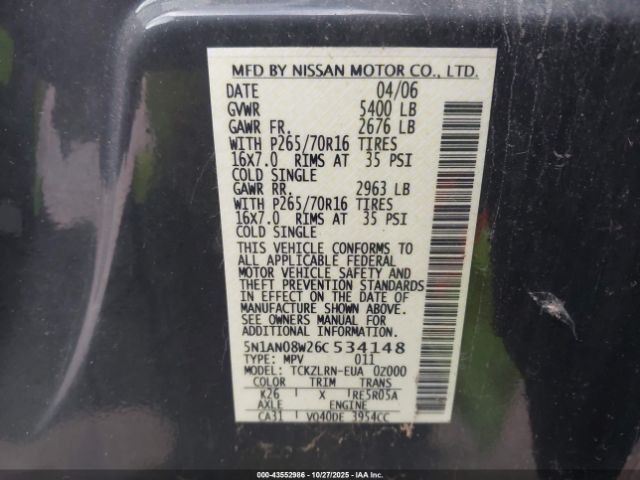 MFD BY NISSAN MOTOR CO., LTD.
DATE 04/06
GVWR 5400 LB
GAWR FR. 2676 LB
WITH P265/70R16 TIRES
16X7.0 RIMS AT 35 PSI
COLD SINGLE
GAWR RR. 2963 LB
WITH P265/70R16 TIRES
16X7.0 RIMS AT 35 PSI
COLD SINGLE
THIS VEHICLE CONFORMS TO
ALL APPLICABLE FEDERAL
MOTOR VEHICLE SAFETY AND
THEFT PREVENTION STANDARDS
IN EFFECT ON THE DATE OF
MANUFACTURE SHOWN ABOVE.
SEE OWNERS MANUAL FOR
ADDITIONAL INFORMATION.
5N1AN08W26C534148
TYPE: MPV 011
MODEL: TCKZLRN-EUA 0Z000
COLOR TRIM TRANS
K26 X RE5R05A
AXLE ENGINE
CA31 VQ40DE 3954CC
000-43552986 - 10/27/2025 - IAAI.COM